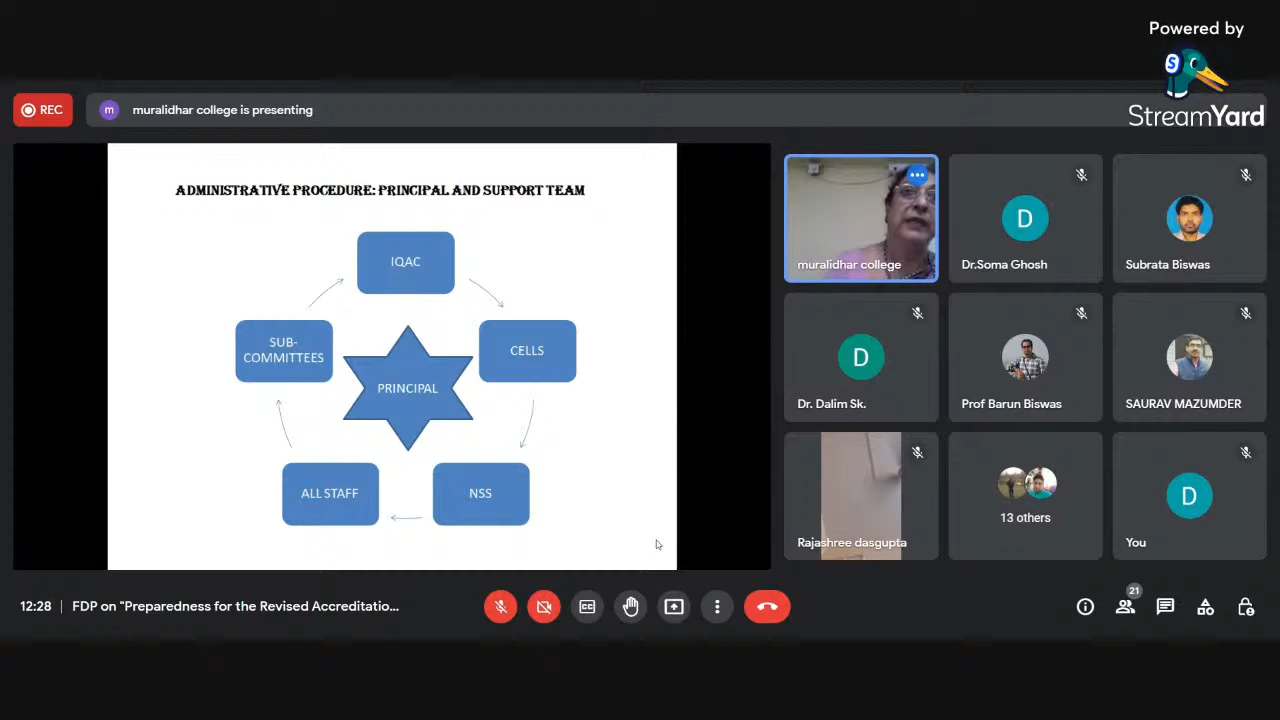 Powered by
S
StreamYard
REC
m
muralidhar college is presenting
ADMINISTRATIVE PROCEDURE: PRINCIPAL AND SUPPORT TEAM
IQAC
SUB-
COMMITTEES
CELLS
PRINCIPAL
ALL STAFF
NSS
muralidhar college
D
Dr.Soma Ghosh
Subrata Biswas
D
Dr. Dalim Sk.
Prof Barun Biswas
SAURAV MAZUMDER
Rajashree dasgupta
13 others
D
You
12:28
FDP on "Preparedness for the Revised Accreditatio...
CC
21